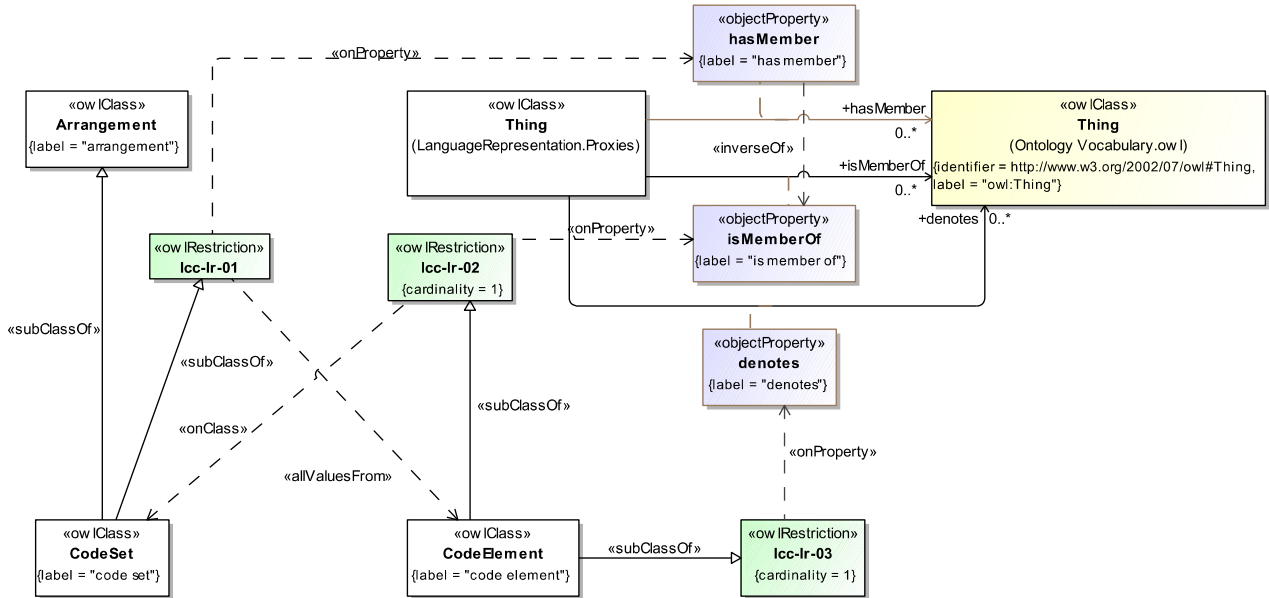 «objectProperty»
hasMember
{label = "has member"}
«onProperty»
«owlClass»
Arrangement
{label = "arrangement"}
«owlClass»
Thing
(LanguageRepresentation.Proxies)
+hasMember
0..*
«inverseOf»
+isMemberOf
0..*
«owlClass»
Thing
(Ontology Vocabulary.owl)
{identifier = http://www.w3.org/2002/07/owl#Thing,
label = "owl:Thing"}
+denotes
0..*
«owlRestriction»
lcc-lr-01
«owlRestriction»
lcc-lr-02
{cardinality = 1}
«onProperty»
«objectProperty»
isMemberOf
{label = "is member of"}
«subClassOf»
«subClassOf»
«objectProperty»
denotes
{label = "denotes"}
«subClassOf»
«onClass»
«allValuesFrom»
«onProperty»
«owlClass»
CodeSet
{label = "code set"}
«owlClass»
CodeElement
{label = "code element"}
«subClassOf»
«owlRestriction»
lcc-lr-03
{cardinality = 1}